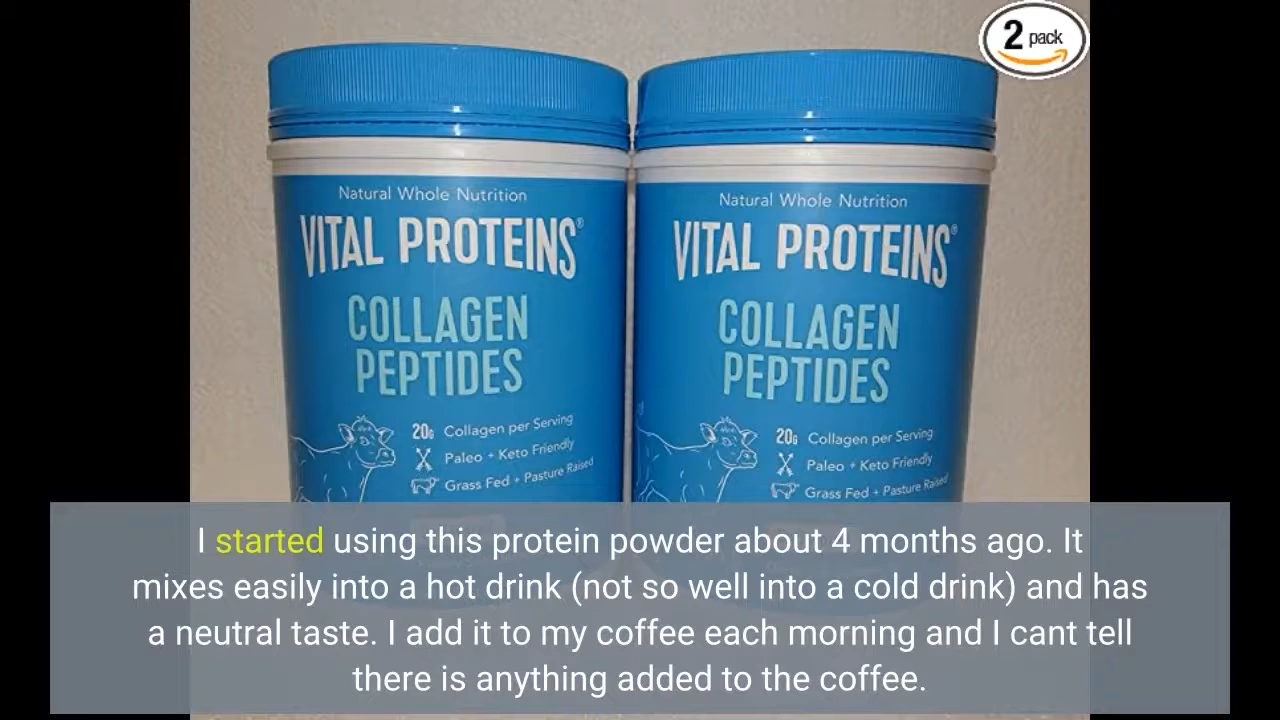 2 pack
Natural Whole Nutrition
VITAL PROTEINS®
COLLAGEN
PEPTIDES
20g Collagen per Serving
Paleo + Keto Friendly
Grass Fed + Pasture Raised
Natural Whole Nutrition
VITAL PROTEINS®
COLLAGEN
PEPTIDES
20g Collagen per Serving
Paleo + Keto Friendly
Grass Fed + Pasture Raised
I started using this protein powder about 4 months ago. It
mixes easily into a hot drink (not so well into a cold drink) and has
a neutral taste. I add it to my coffee each morning and I cant tell
there is anything added to the coffee.